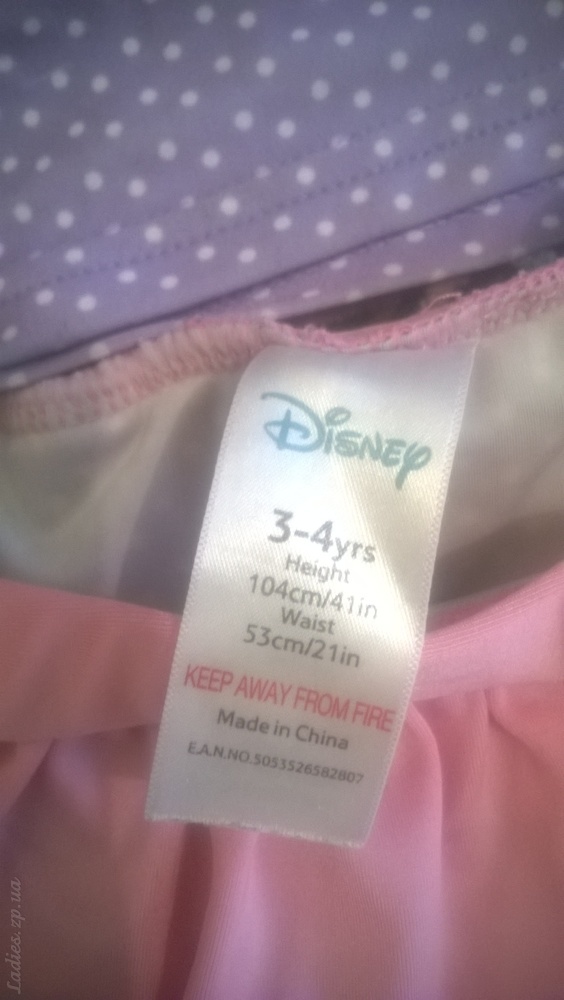 Disney
3-4yrs
Height
104cm/41in
Waist
53cm/21in
KEEP AWAY FROM FIRE
Made in China
E.A.N.NO.5053526582807
Ladies.zp.ua